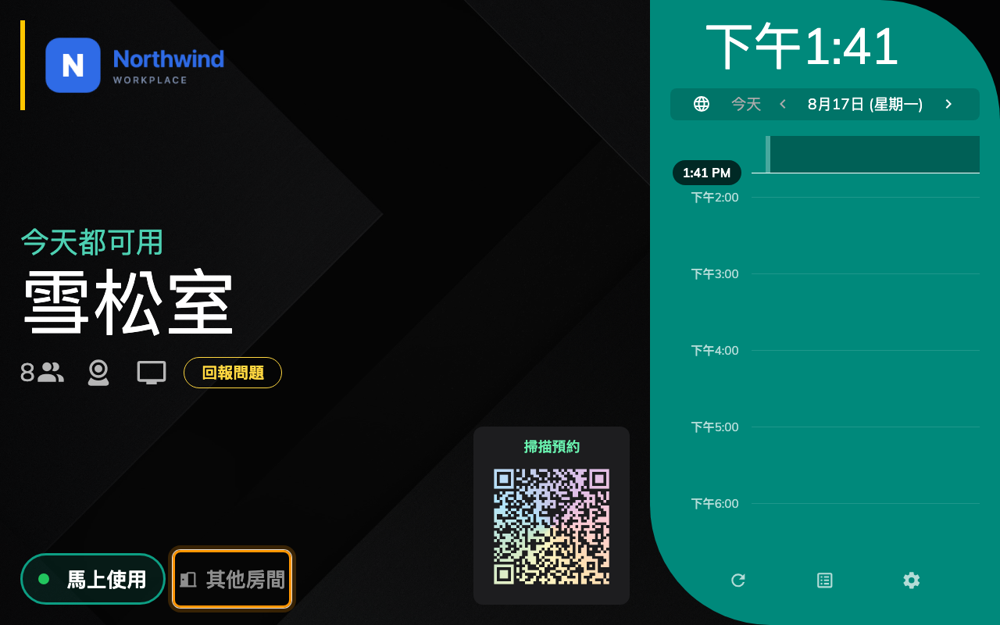 N
Northwind
WORKPLACE
今天都可用
雪松室
8
回報問題
掃描預約
馬上使用
其他房間
下午1:41
今天
8月17日 (星期一)
1:41 PM
下午2:00
下午3:00
下午4:00
下午5:00
下午6:00